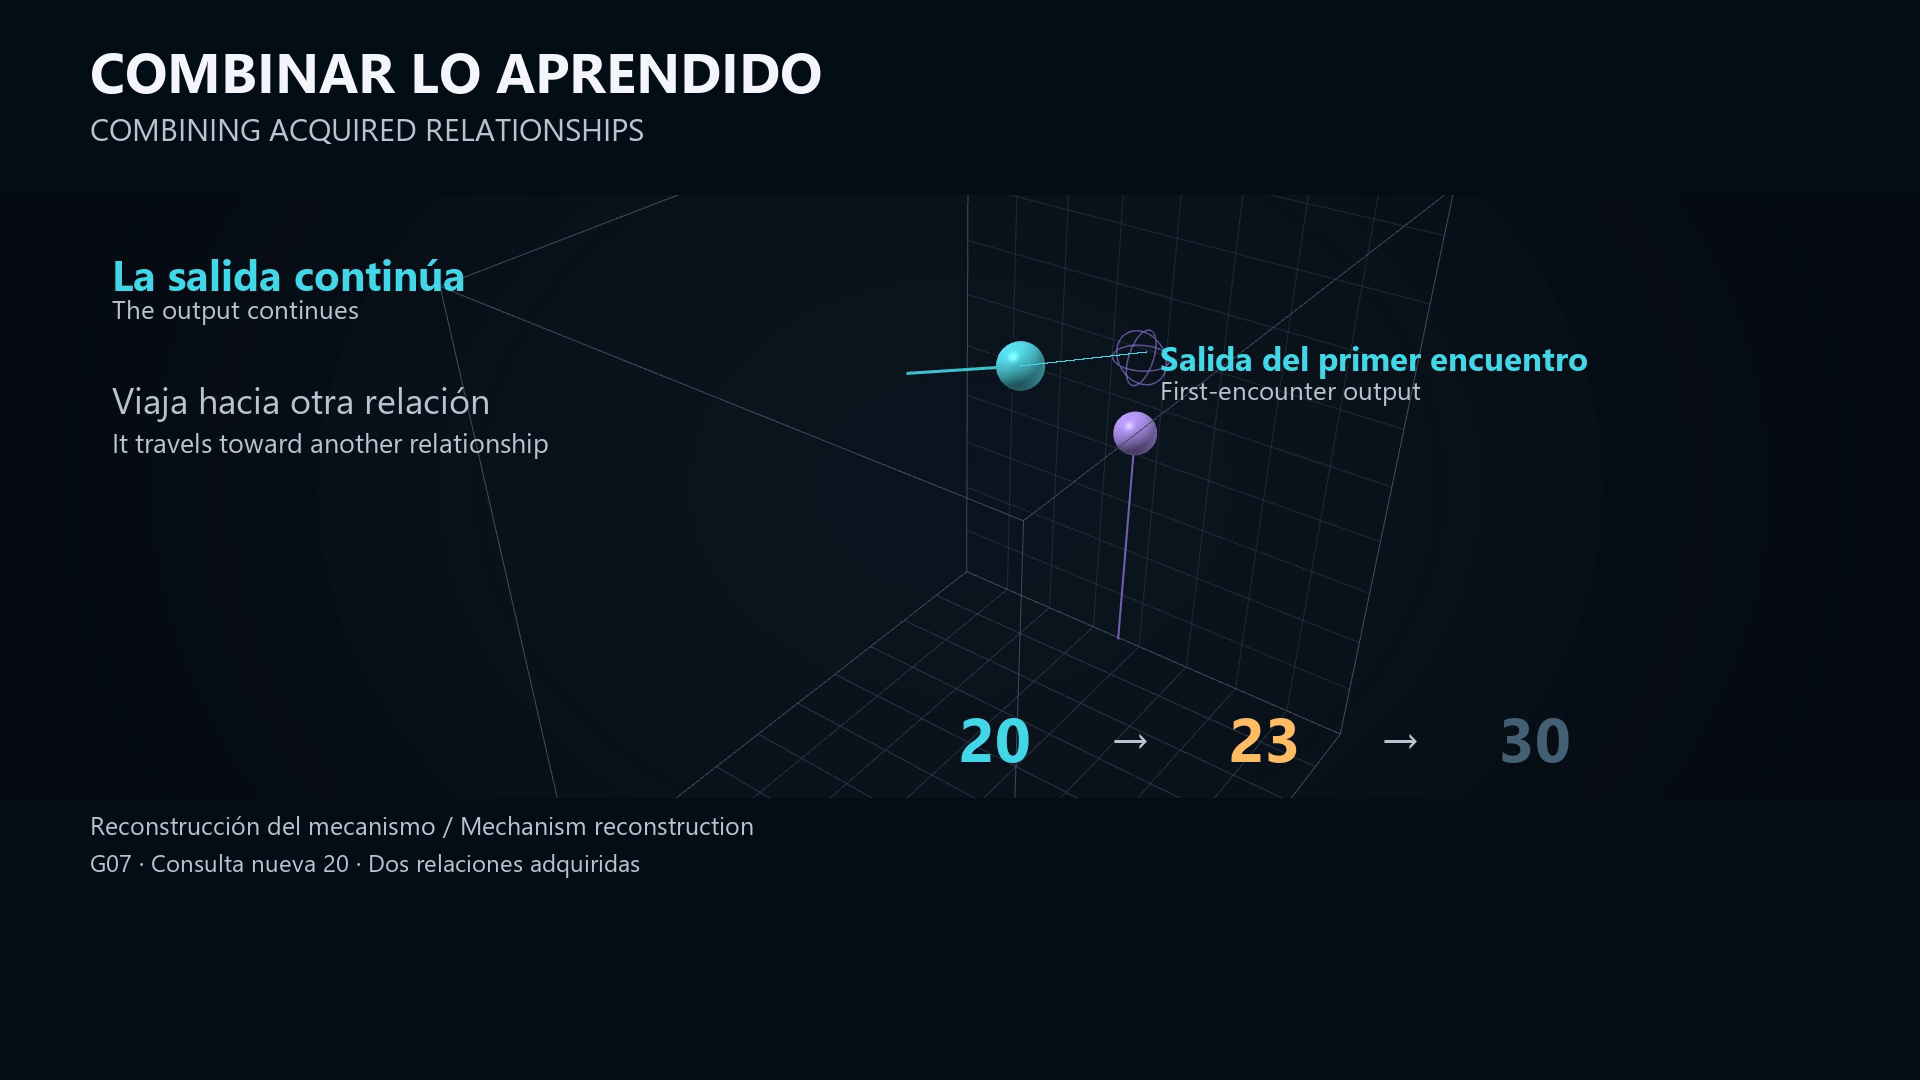 COMBINAR LO APRENDIDO
COMBINING ACQUIRED RELATIONSHIPS
La salida continúa
The output continues
Viaja hacia otra relación
It travels toward another relationship
Salida del primer encuentro
First-encounter output
20 → 23 → 30
Reconstrucción del mecanismo / Mechanism reconstruction
G07 · Consulta nueva 20 · Dos relaciones adquiridas